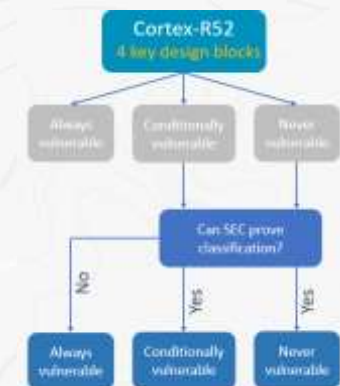 Cortex-R52
4 key design blocks
Always
vulnerable
Conditionally
vulnerable
Never
vulnerable
Can SEC prove
classification?
No
Yes
Yes
Always
vulnerable
Conditionally
vulnerable
Never
vulnerable